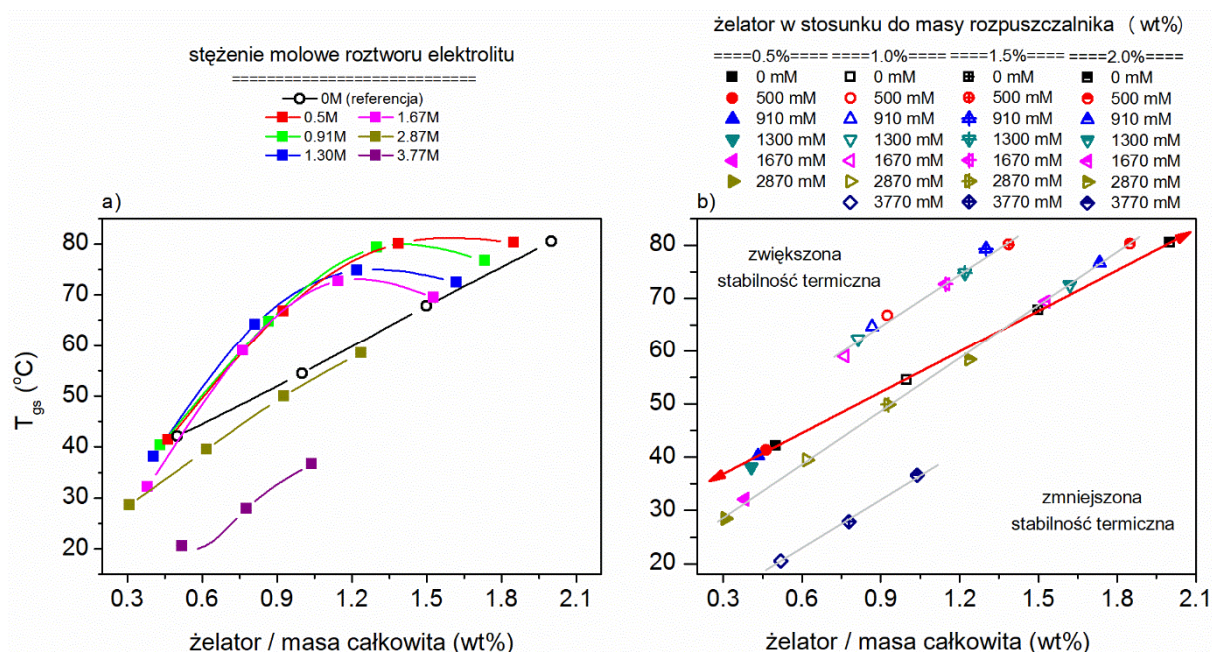 stężenie molowe roztworu elektrolitu
============================
0M (referencja)
0.5M 1.67M
0.91M 2.87M
1.30M 3.77M
a)
T gs (°C)
80
70
60
50
40
30
20
0.3 0.6 0.9 1.2 1.5 1.8 2.1
żelator / masa całkowita (wt%)
żelator w stosunku do masy rozpuszczalnika ( wt%)
====0.5%==== ====1.0%==== ====1.5%==== ====2.0%====
0 mM 0 mM 0 mM 0 mM
500 mM 500 mM 500 mM 500 mM
910 mM 910 mM 910 mM 910 mM
1300 mM 1300 mM 1300 mM 1300 mM
1670 mM 1670 mM 1670 mM 1670 mM
2870 mM 2870 mM 2870 mM 2870 mM
3770 mM 3770 mM 3770 mM
b)
80
70
60
50
40
30
20
zwiększona
stabilność termiczna
zmniejszona
stabilność termiczna
0.3 0.6 0.9 1.2 1.5 1.8 2.1
żelator / masa całkowita (wt%)